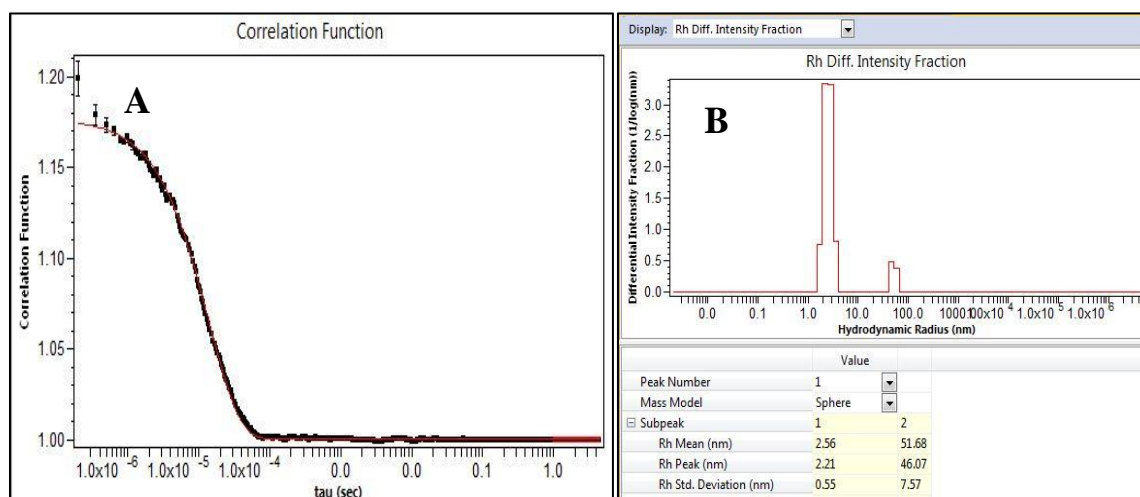 Correlation Function
A
1.20
1.15
1.10
1.05
1.00
Correlation Function
1.0x10 -6
1.0x10 -5
1.0x10 -4
0.0
0.0
0.1
1.0
tau (sec)
Display: Rh Diff. Intensity Fraction
Rh Diff. Intensity Fraction
B
3.0
2.5
2.0
1.5
1.0
0.5
0.0
Differential Intensity Fraction (1/log(nm))
0.0 0.1 1.0 10.0 100.0 1.0x10 5 1.0x10 6
Hydrodynamic Radius (nm)
Value
Peak Number 1
Mass Model Sphere
Subpeak 1 2
Rh Mean (nm) 2.56 51.68
Rh Peak (nm) 2.21 46.07
Rh Std. Deviation (nm) 0.55 7.57